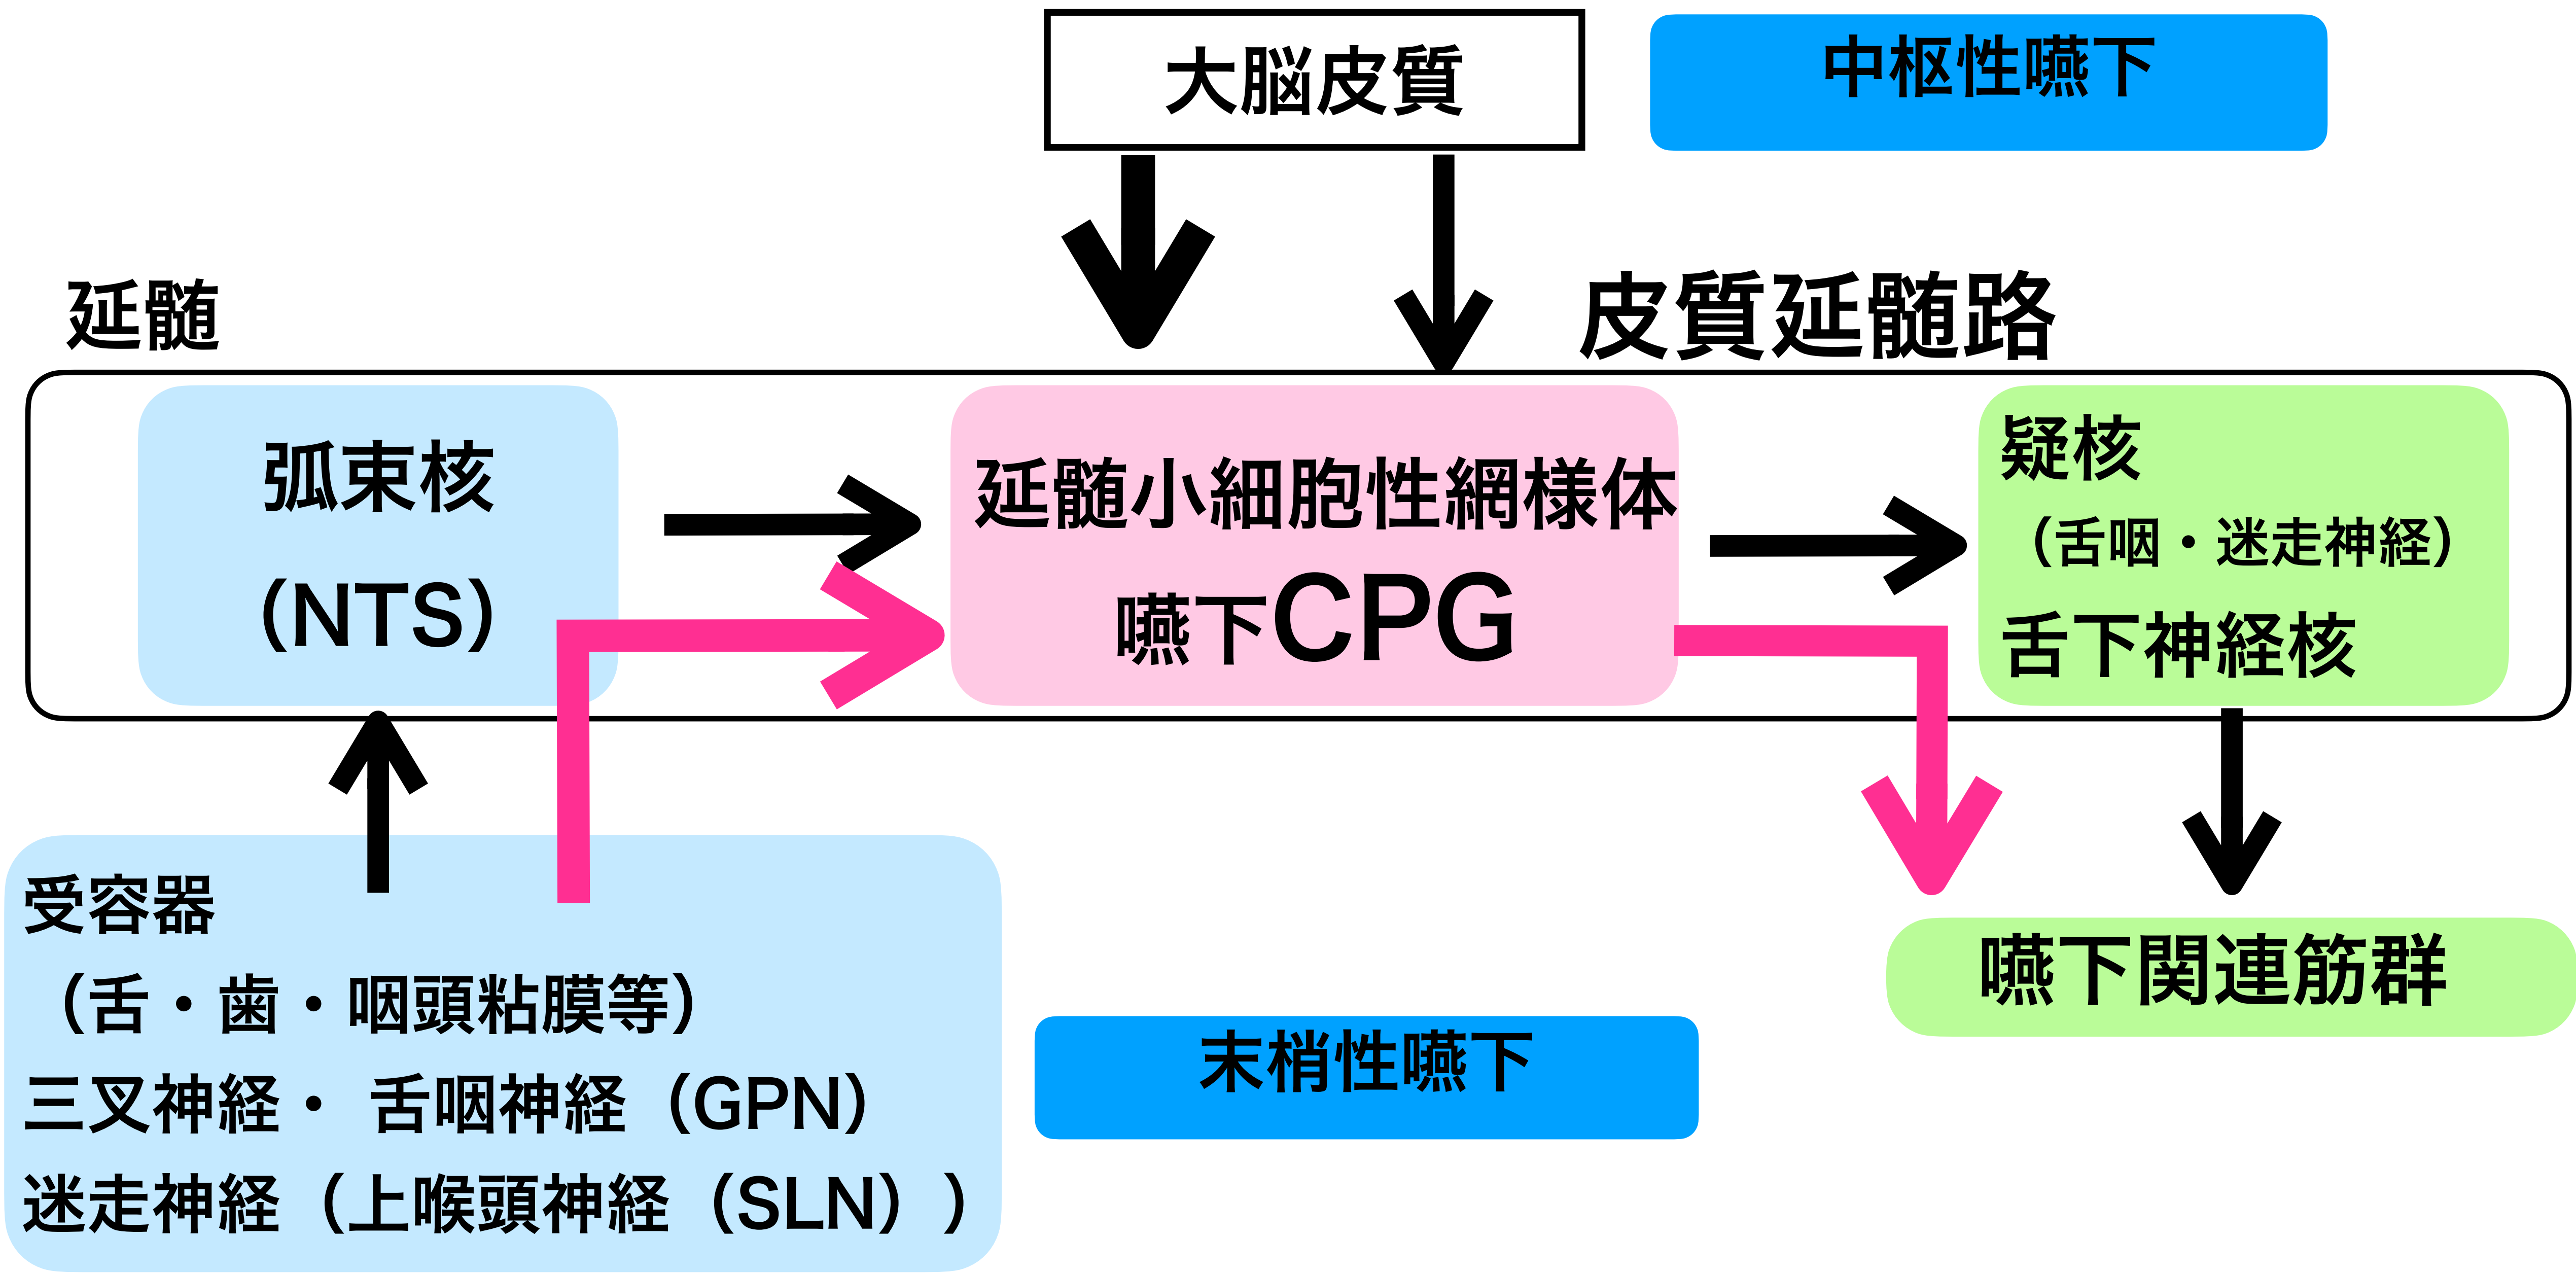 大脳皮質
中枢性嚥下
延髄
皮質延髄路
弧束核
（NTS）
延髄小細胞性網様体
嚥下CPG
疑核
（舌咽・迷走神経）
舌下神経核
受容器
（舌・歯・咽頭粘膜等）
三叉神経・ 舌咽神経（GPN）
迷走神経（上喉頭神経（SLN））
末梢性嚥下
嚥下関連筋群